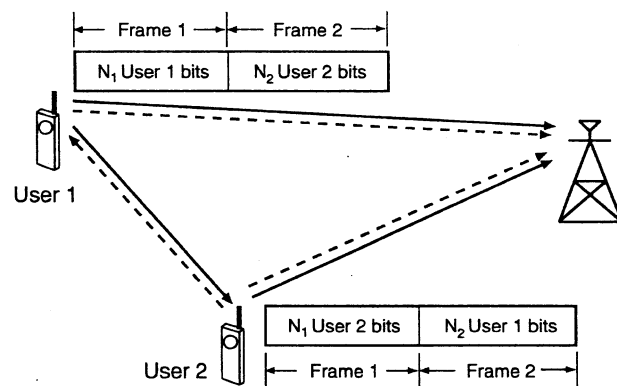 Frame 1 Frame 2
N₁ User 1 bits N₂ User 2 bits
User 1
N₁ User 2 bits N₂ User 1 bits
User 2
Frame 1 Frame 2